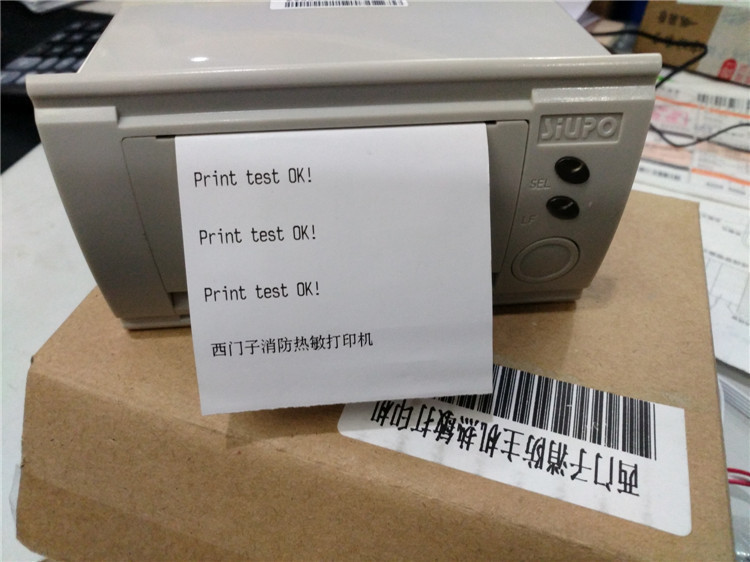 SiUPO
SEL
LF
Print test OK!
Print test OK!
Print test OK!
西门子消防热敏打印机
西门子消防主机热敏打印机